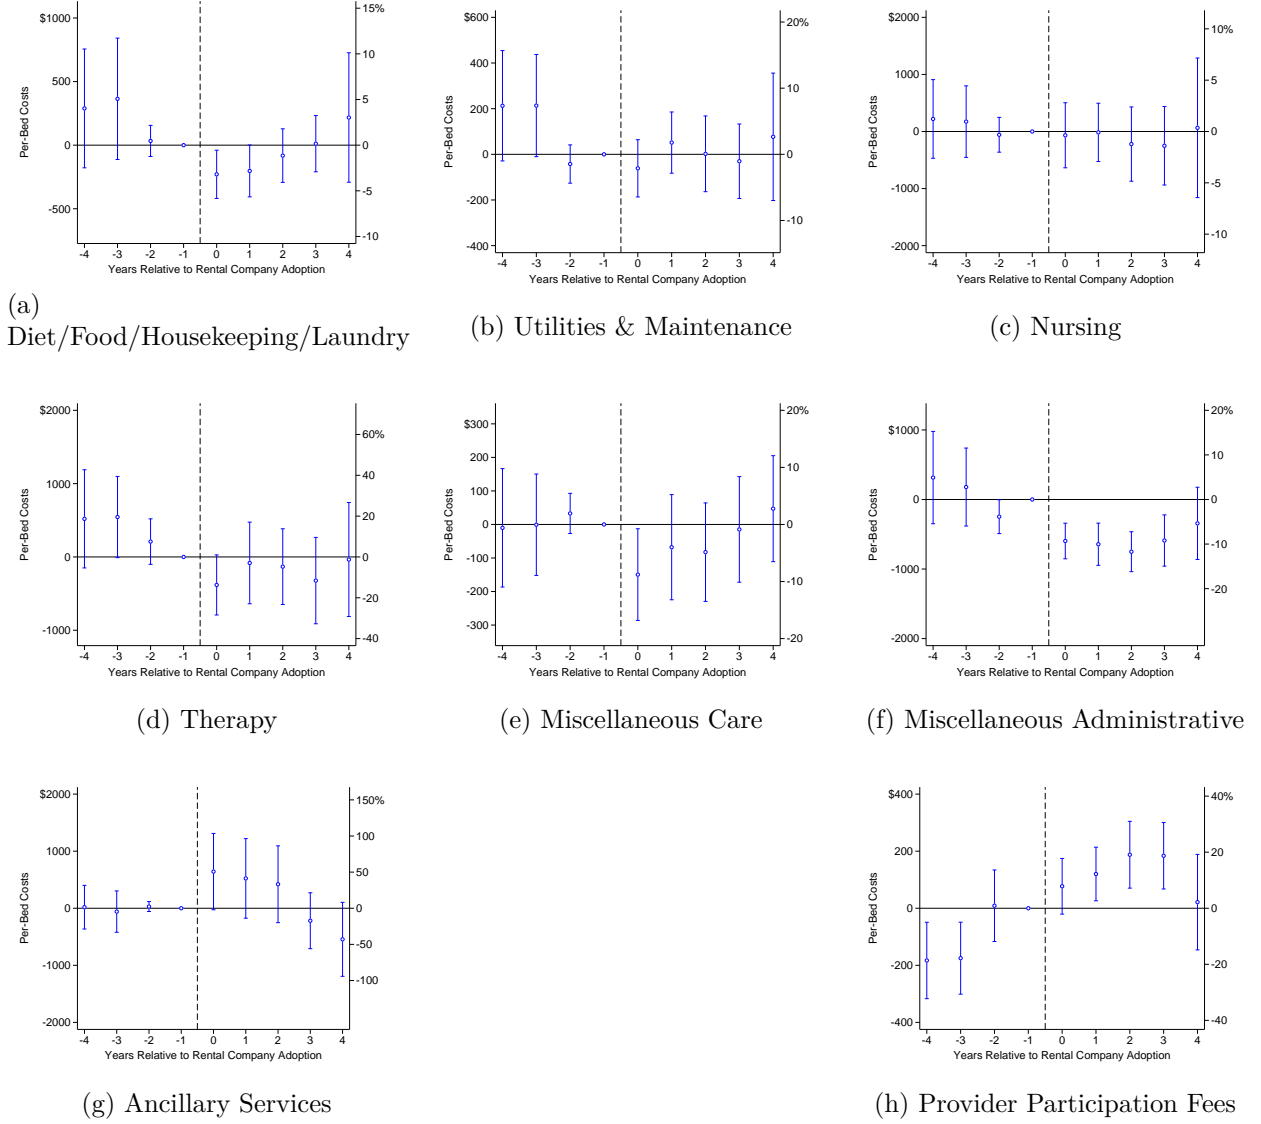 $1000
500
0
-500
15%
10
5
0
-5
-10
Per-Bed Costs
-4 -3 -2 -1 0 1 2 3 4
Years Relative to Rental Company Adoption
(a)
Diet/Food/Housekeeping/Laundry
$600
400
200
0
-200
-400
20%
10
0
-10
Per-Bed Costs
-4 -3 -2 -1 0 1 2 3 4
Years Relative to Rental Company Adoption
(b) Utilities & Maintenance
$2000
1000
0
-1000
-2000
10%
5
0
-5
-10
Per-Bed Costs
-4 -3 -2 -1 0 1 2 3 4
Years Relative to Rental Company Adoption
(c) Nursing
$2000
1000
0
-1000
60%
40
20
0
-20
-40
Per-Bed Costs
-4 -3 -2 -1 0 1 2 3 4
Years Relative to Rental Company Adoption
(d) Therapy
$300
200
100
0
-100
-200
-300
20%
10
0
-10
-20
Per-Bed Costs
-4 -3 -2 -1 0 1 2 3 4
Years Relative to Rental Company Adoption
(e) Miscellaneous Care
$1000
0
-1000
-2000
20%
10
0
-10
-20
Per-Bed Costs
-4 -3 -2 -1 0 1 2 3 4
Years Relative to Rental Company Adoption
(f) Miscellaneous Administrative
$2000
1000
0
-1000
-2000
150%
100
50
0
-50
-100
Per-Bed Costs
-4 -3 -2 -1 0 1 2 3 4
Years Relative to Rental Company Adoption
(g) Ancillary Services
$400
200
0
-200
-400
40%
20
0
-20
-40
Per-Bed Costs
-4 -3 -2 -1 0 1 2 3 4
Years Relative to Rental Company Adoption
(h) Provider Participation Fees